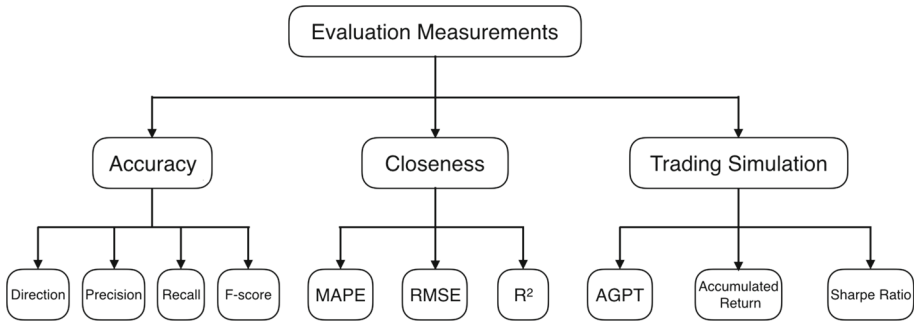 Evaluation Measurements
Accuracy
Closeness
Trading Simulation
Direction
Precision
Recall
F-score
MAPE
RMSE
R²
AGPT
Accumulated
Return
Sharpe Ratio